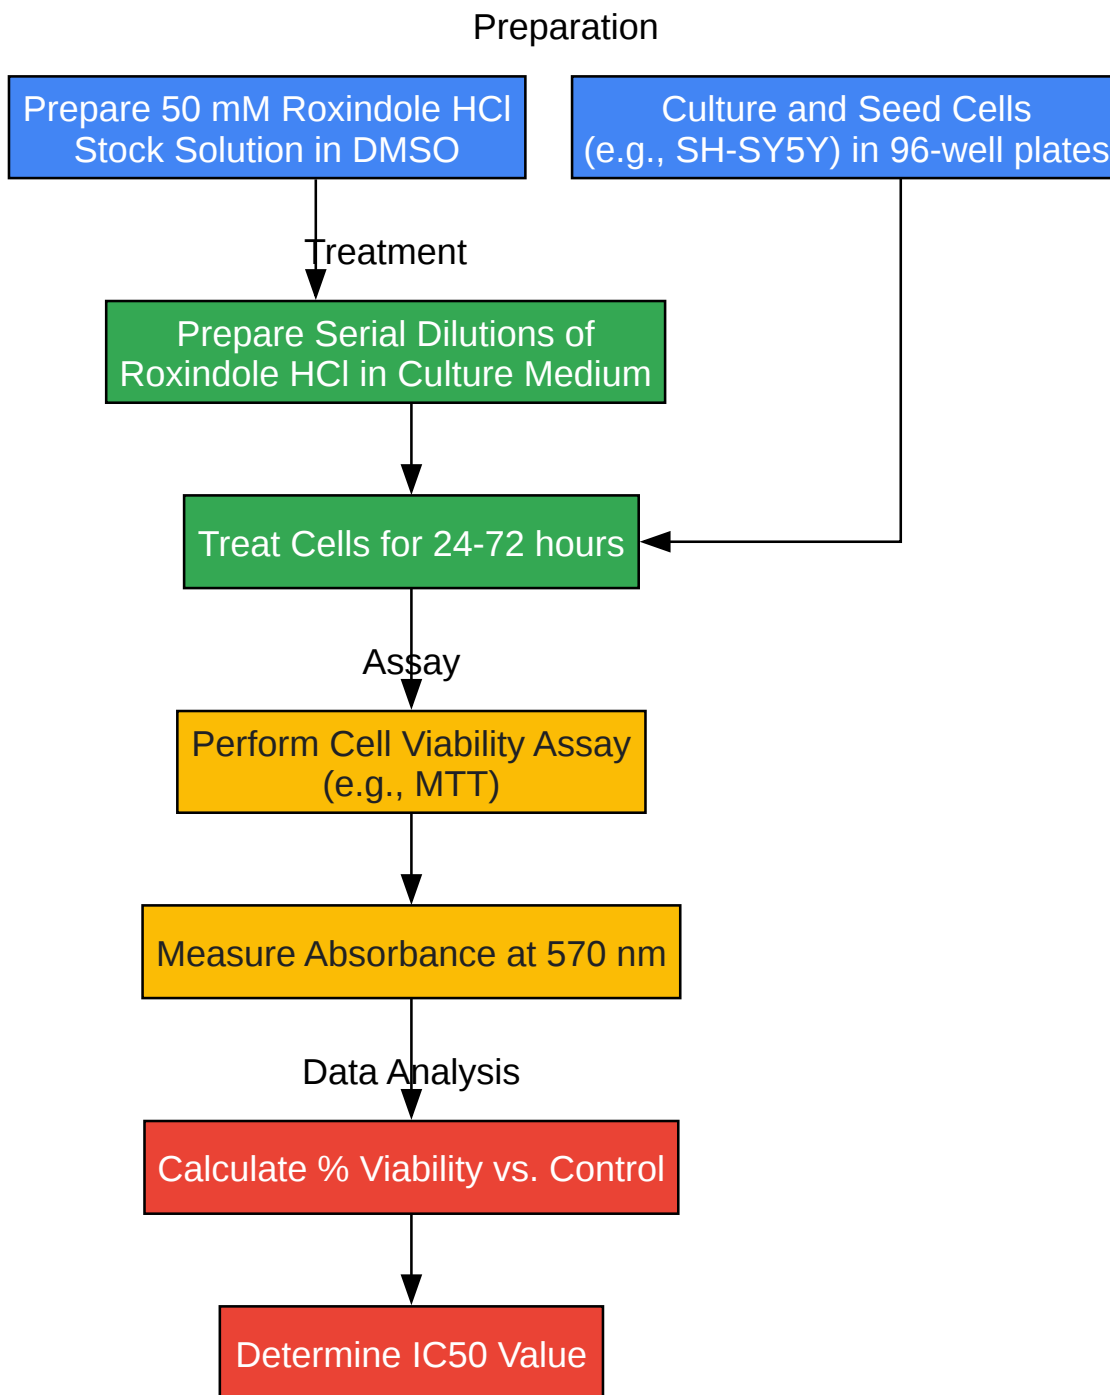 Preparation
Prepare 50 mM Roxindole HCl
Stock Solution in DMSO
Culture and Seed Cells
(e.g., SH-SY5Y) in 96-well plates
Treatment
Prepare Serial Dilutions of
Roxindole HCl in Culture Medium
Treat Cells for 24-72 hours
Assay
Perform Cell Viability Assay
(e.g., MTT)
Measure Absorbance at 570 nm
Data Analysis
Calculate % Viability vs. Control
Determine IC50 Value